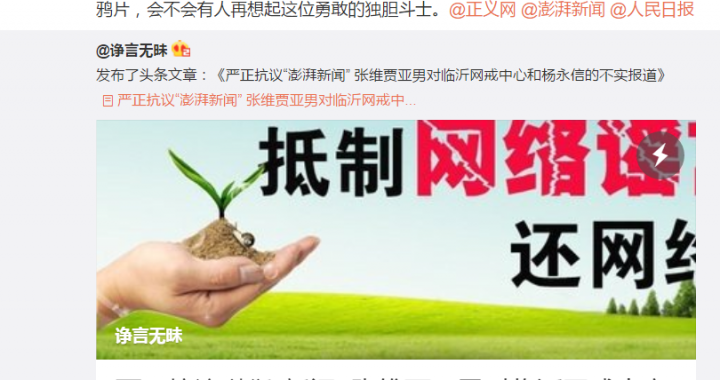 鸦片，会不会有人再想起这位勇敢的独胆斗士。@正义网 @澎湃新闻 @人民日报
@诤言无昧
发布了头条文章：《严正抗议“澎湃新闻” 张维贾亚男对临沂网戒中心和杨永信的不实报道》
严正抗议“澎湃新闻” 张维贾亚男对临沂网戒中...
抵制网络谣言
还网络
诤言无昧